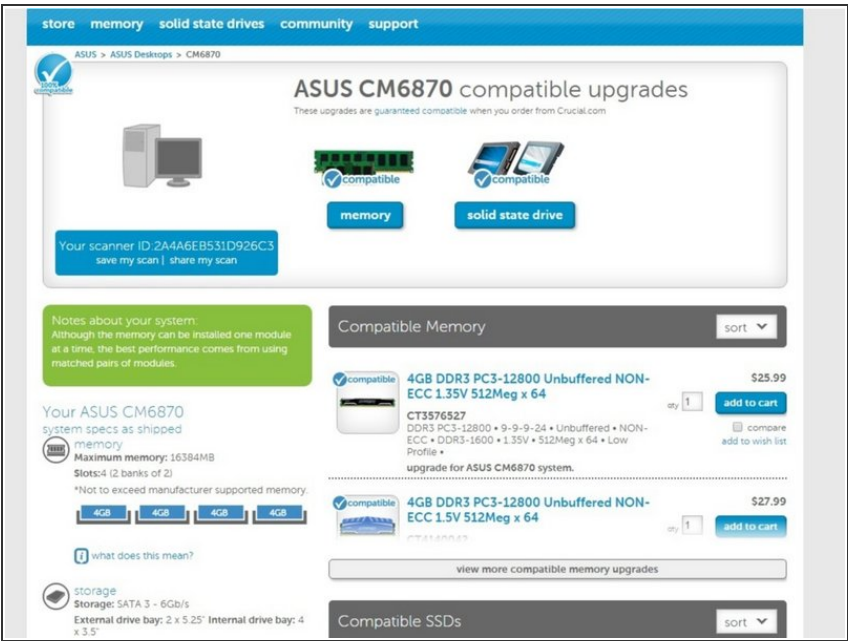 store memory solid state drives community support
ASUS > ASUS Desktops > CM6870
100%
compatible
ASUS CM6870 compatible upgrades
These upgrades are guaranteed compatible when you order from Crucial.com
compatible
compatible
memory
solid state drive
Your scanner ID:2A4A6EB531D926C3
save my scan | share my scan
Notes about your system:
Although the memory can be installed one module
at a time, the best performance comes from using
matched pairs of modules.
Your ASUS CM6870
system specs as shipped
memory
Maximum memory: 16384MB
Slots:4 (2 banks of 2)
*Not to exceed manufacturer supported memory.
4GB 4GB 4GB 4GB
i what does this mean?
storage
Storage: SATA 3 - 6Gb/s
External drive bay: 2 x 5.25" Internal drive bay: 4
x 3.5"
Compatible Memory
sort
compatible
4GB DDR3 PC3-12800 Unbuffered NON-
ECC 1.35V 512Meg x 64
CT3576527
DDR3 PC3-12800 • 9-9-9-24 • Unbuffered • NON-
ECC • DDR3-1600 • 1.35V • 512Meg x 64 • Low
Profile •
upgrade for ASUS CM6870 system.
qty 1
$25.99
add to cart
compare
add to wish list
compatible
4GB DDR3 PC3-12800 Unbuffered NON-
ECC 1.5V 512Meg x 64
qty 1
$27.99
add to cart
view more compatible memory upgrades
Compatible SSDs
sort